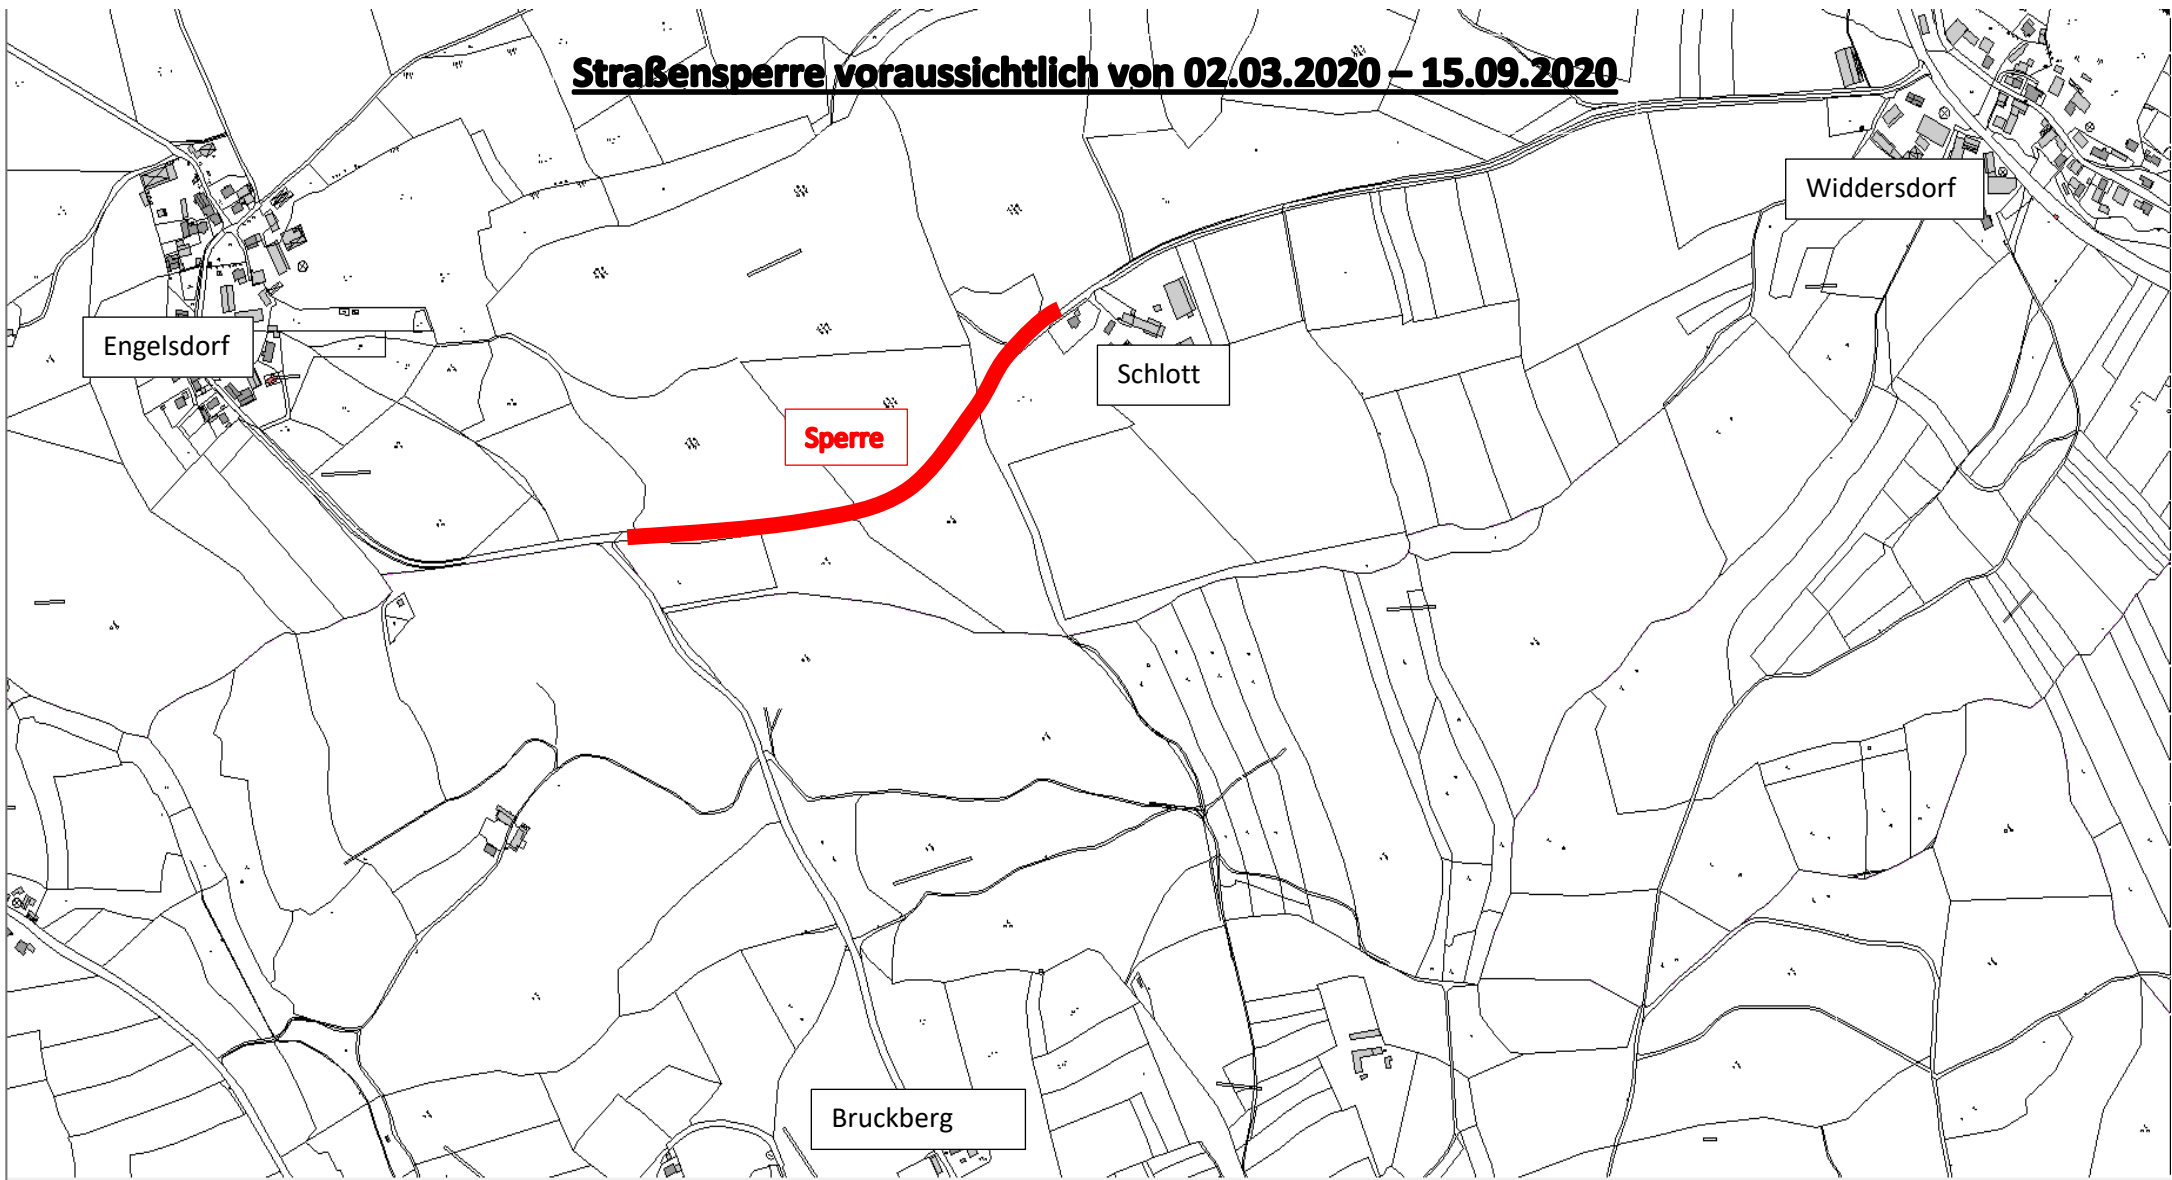 Straßensperre voraussichtlich von 02.03.2020 – 15.09.2020
Widdersdorf
Engelsdorf
Schlott
Sperre
Bruckberg